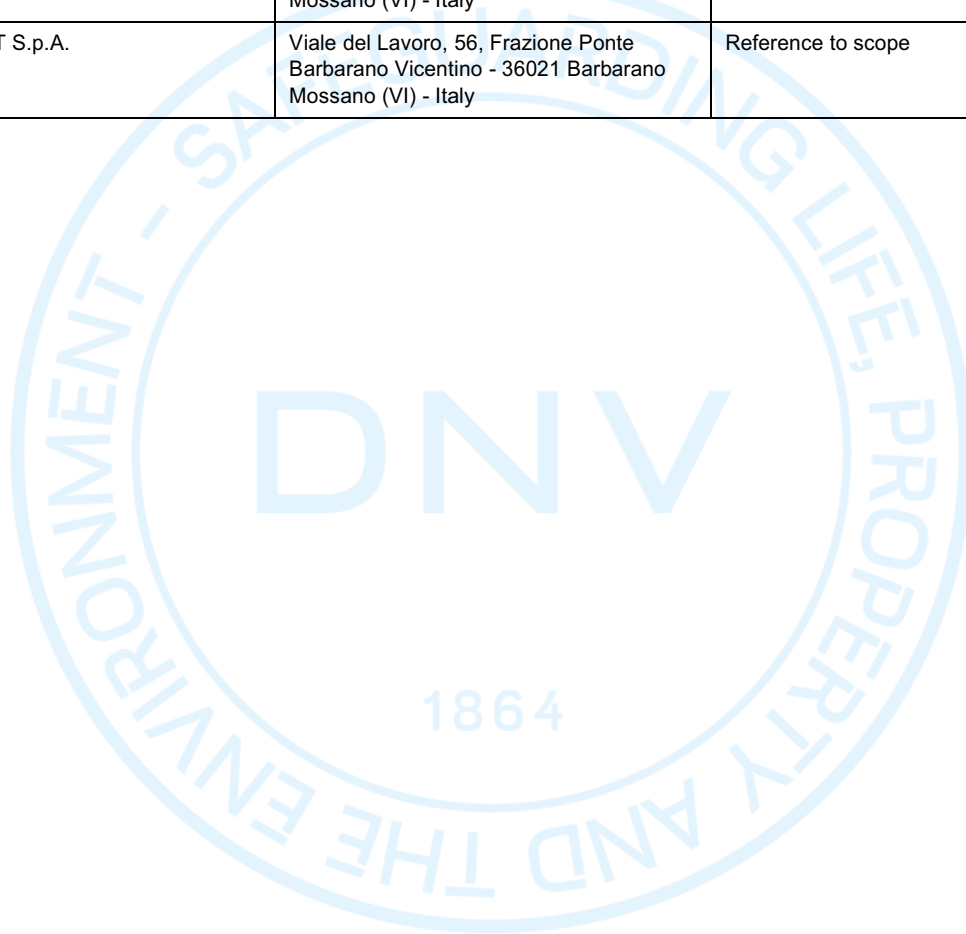 Mossano (VI) - Italy
T S.p.A.
Viale del Lavoro, 56, Frazione Ponte
Barbarano Vicentino - 36021 Barbarano
Mossano (VI) - Italy
Reference to scope
SAFEGUARDING LIFE, PROPERTY AND THE ENVIRONMENT -
DNV
1864